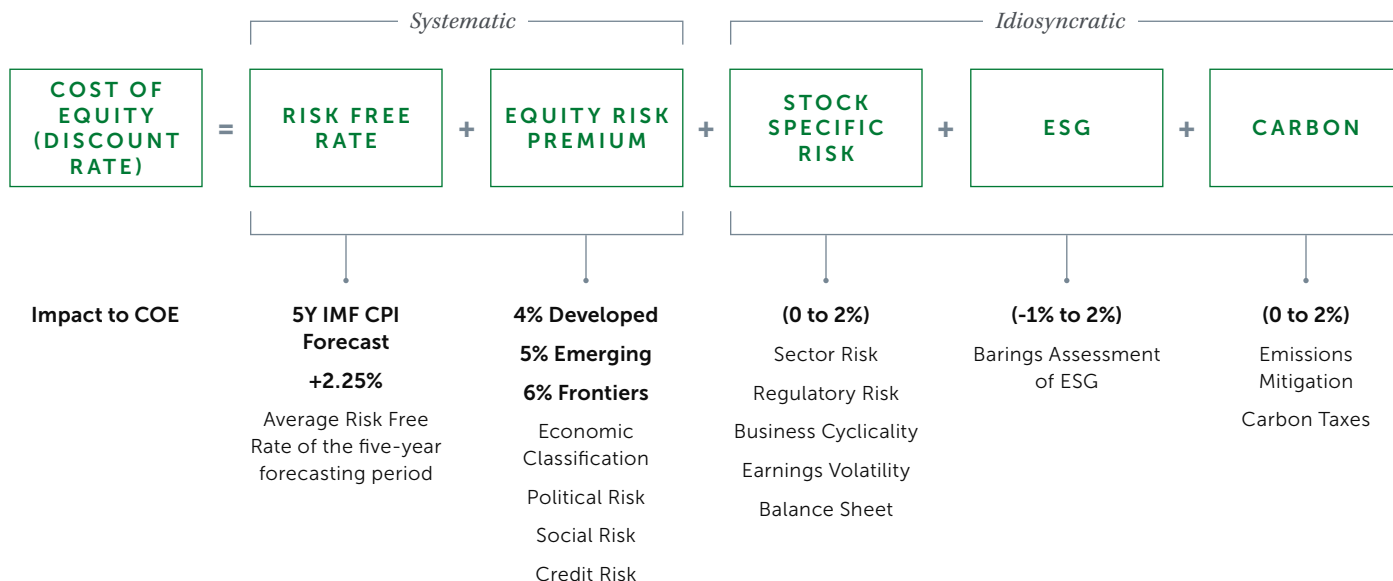 Systematic
Idiosyncratic
COST OF
EQUITY
(DISCOUNT
RATE)
=
RISK FREE
RATE
+
EQUITY RISK
PREMIUM
+
STOCK
SPECIFIC
RISK
+
ESG
+
CARBON
Impact to COE
5Y IMF CPI
Forecast
+2.25%
Average Risk Free
Rate of the five-year
forecasting period
4% Developed
5% Emerging
6% Frontiers
Economic
Classification
Political Risk
Social Risk
Credit Risk
(0 to 2%)
Sector Risk
Regulatory Risk
Business Cyclicality
Earnings Volatility
Balance Sheet
(-1% to 2%)
Barings Assessment
of ESG
(0 to 2%)
Emissions
Mitigation
Carbon Taxes